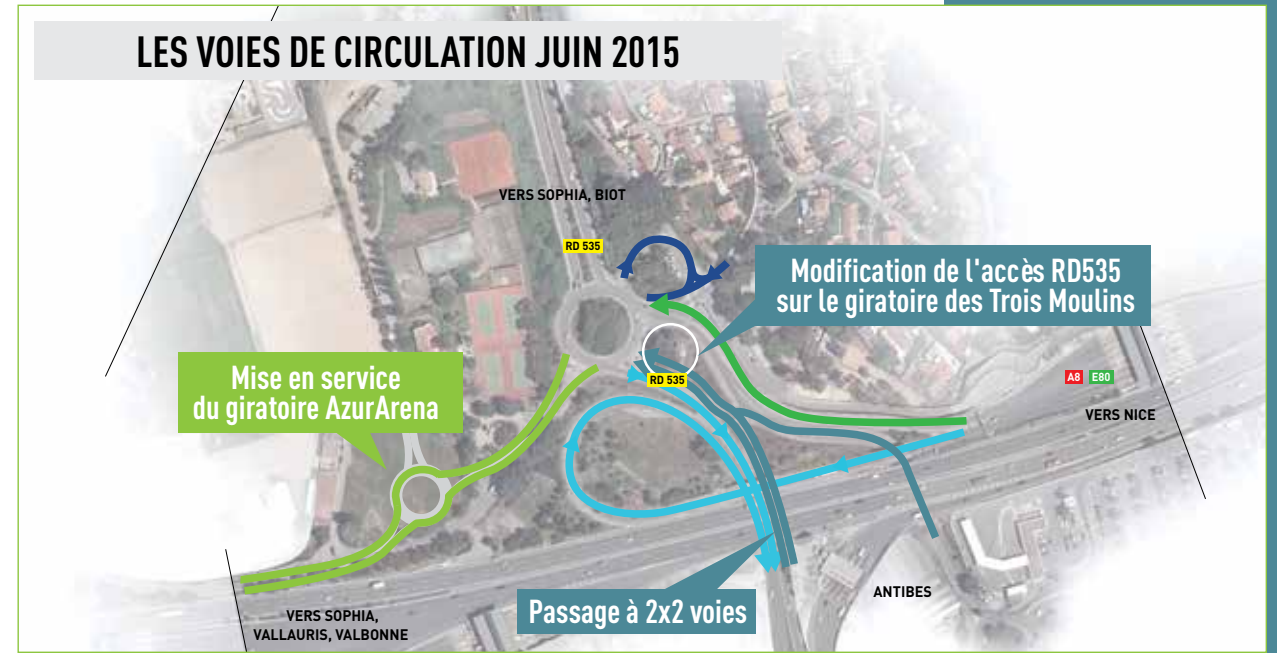 LES VOIES DE CIRCULATION JUIN 2015
VERS SOPHIA, BIOT
RD 535
Modification de l'accès RD535
sur le giratoire des Trois Moulins
Mise en service
du giratoire AzurArena
RD 535
A8 E80
VERS NICE
ANTIBES
Passage à 2x2 voies
VERS SOPHIA,
VALLAURIS, VALBONNE